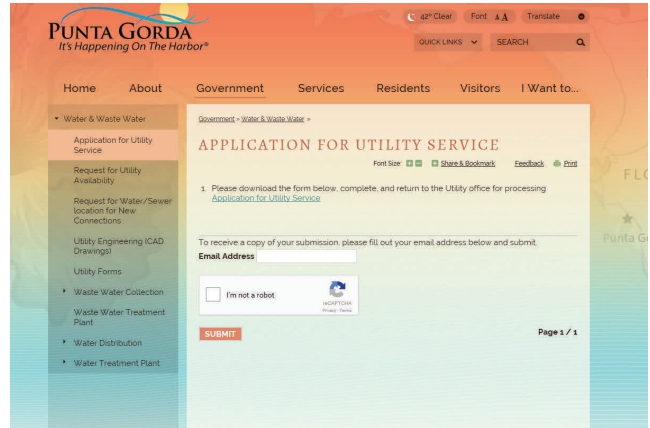 PUNTA GORDA
It's Happening On The Harbor®
42° Clear Font A A Translate
QUICK LINKS SEARCH
Home About Government Services Residents Visitors I Want to...
Water & Waste Water
Application for Utility
Service
Request for Utility
Availability
Request for Water/Sewer
location for New
Connections
Utility Engineering (CAD
Drawings)
Utility Forms
Waste Water Collection
Waste Water Treatment
Plant
Water Distribution
Water Treatment Plant
Government » Water & Waste Water »
APPLICATION FOR UTILITY SERVICE
Font Size: + - + Share & Bookmark Feedback Print
1. Please download the form below, complete, and return to the Utility office for processing
Application for Utility Service
To receive a copy of your submission, please fill out your email address below and submit.
Email Address
I'm not a robot
reCAPTCHA
Privacy - Terms
SUBMIT
Page 1 / 1
FLO
Punta G